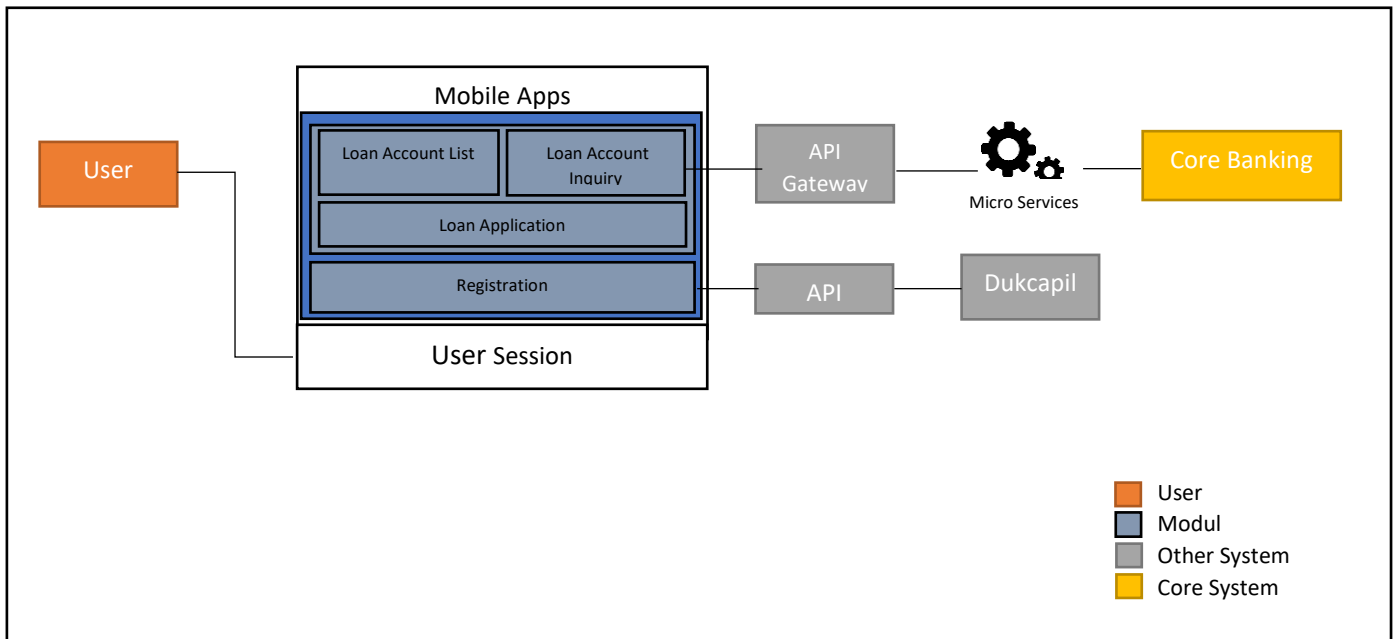 Mobile Apps
User
Loan Account List
Loan Account
Inquiry
Loan Application
Registration
User Session
API
Gateway
Micro Services
Core Banking
API
Dukcapil
User
Modul
Other System
Core System